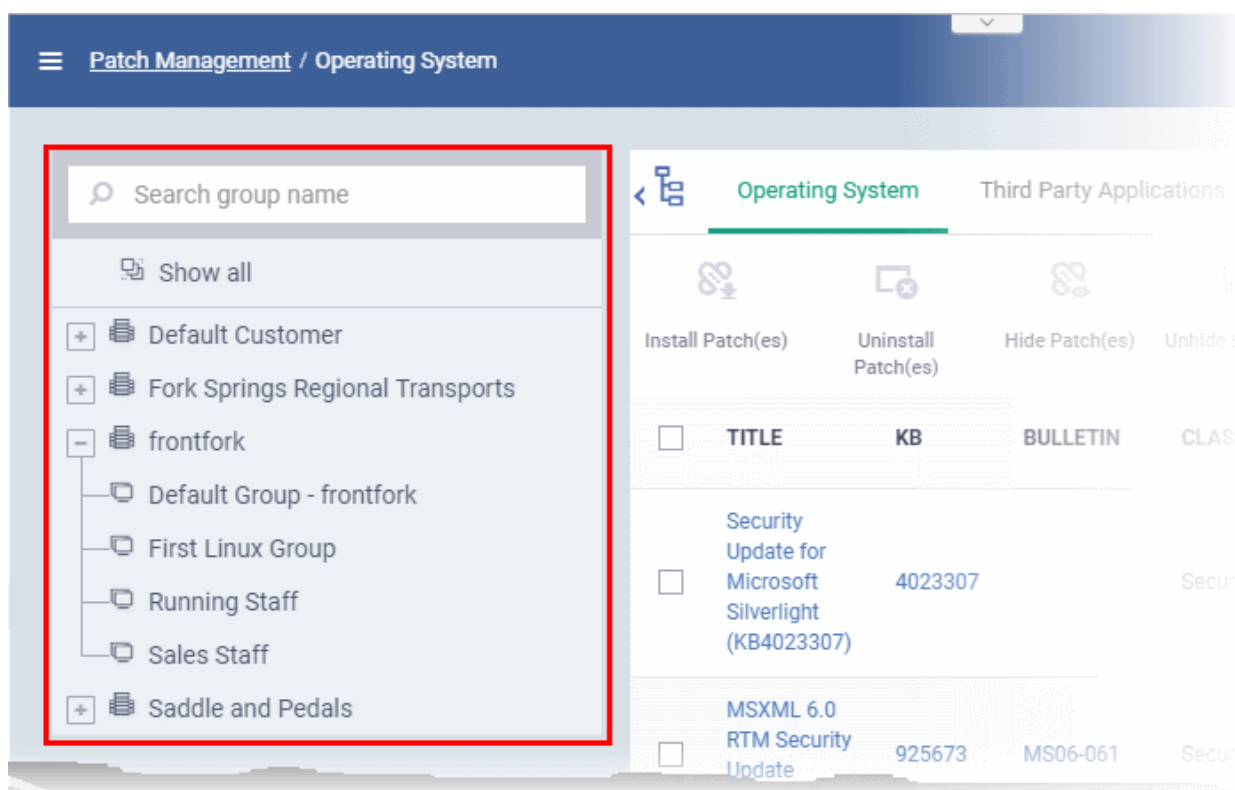 Patch Management / Operating System
Search group name
Show all
Default Customer
Fork Springs Regional Transports
frontfork
Default Group - frontfork
First Linux Group
Running Staff
Sales Staff
Saddle and Pedals
Operating System
Third Party Applications
Install Patch(es)
Uninstall
Patch(es)
Hide Patch(es)
Unhide
TITLE
KB
BULLETIN
Security
Update for
Microsoft
Silverlight
(KB4023307)
4023307
MSXML 6.0
RTM Security
Update
925673
MS06-061